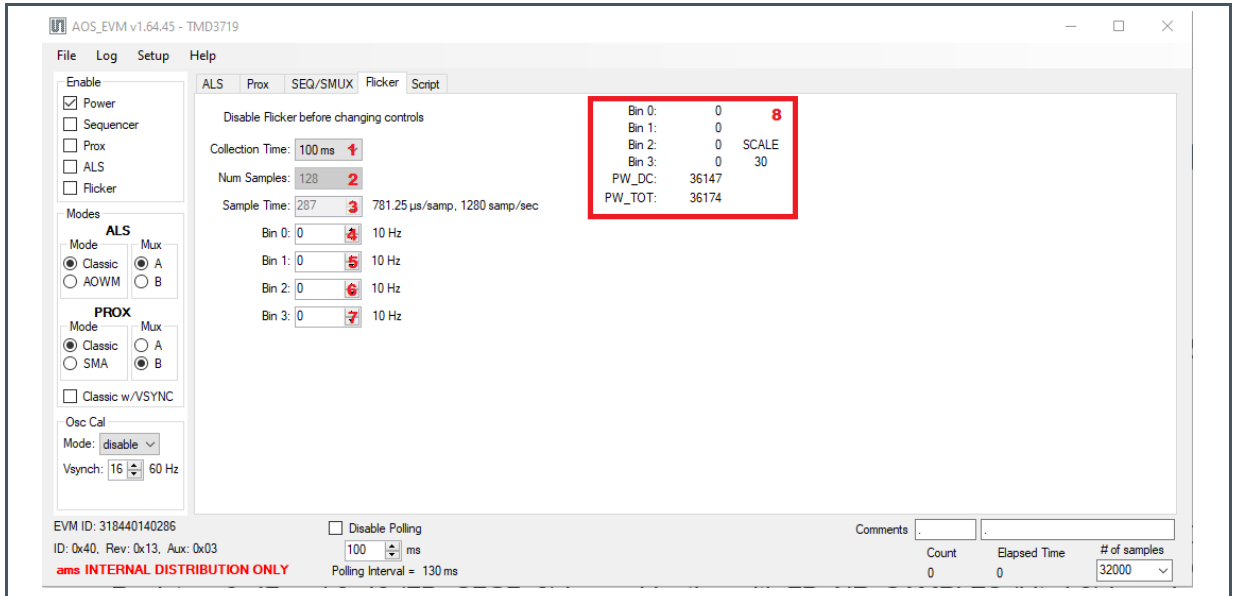 AOS_EVM v1.64.45 - TMD3719
File Log Setup Help
Enable
Power
Sequencer
Prox
ALS
Flicker
Modes
ALS
Mode Mux
Classic A
AOWM B
PROX
Mode Mux
Classic A
SMA B
Classic w/VSYNC
Osc Cal
Mode: disable
Vsynch: 16 60 Hz
ALS Prox SEQ/SMUX Flicker Script
Disable Flicker before changing controls
Collection Time: 100 ms 1
Num Samples: 128 2
Sample Time: 287 3 781.25 µs/samp, 1280 samp/sec
Bin 0: 0 4 10 Hz
Bin 1: 0 5 10 Hz
Bin 2: 0 6 10 Hz
Bin 3: 0 7 10 Hz
Bin 0: 0 8
Bin 1: 0
Bin 2: 0 SCALE
Bin 3: 0 30
PW_DC: 36147
PW_TOT: 36174
EVM ID: 318440140286
ID: 0x40, Rev: 0x13, Aux: 0x03
ams INTERNAL DISTRIBUTION ONLY
Disable Polling
100 ms
Polling Interval = 130 ms
Comments . .
Count Elapsed Time # of samples
0 0 32000